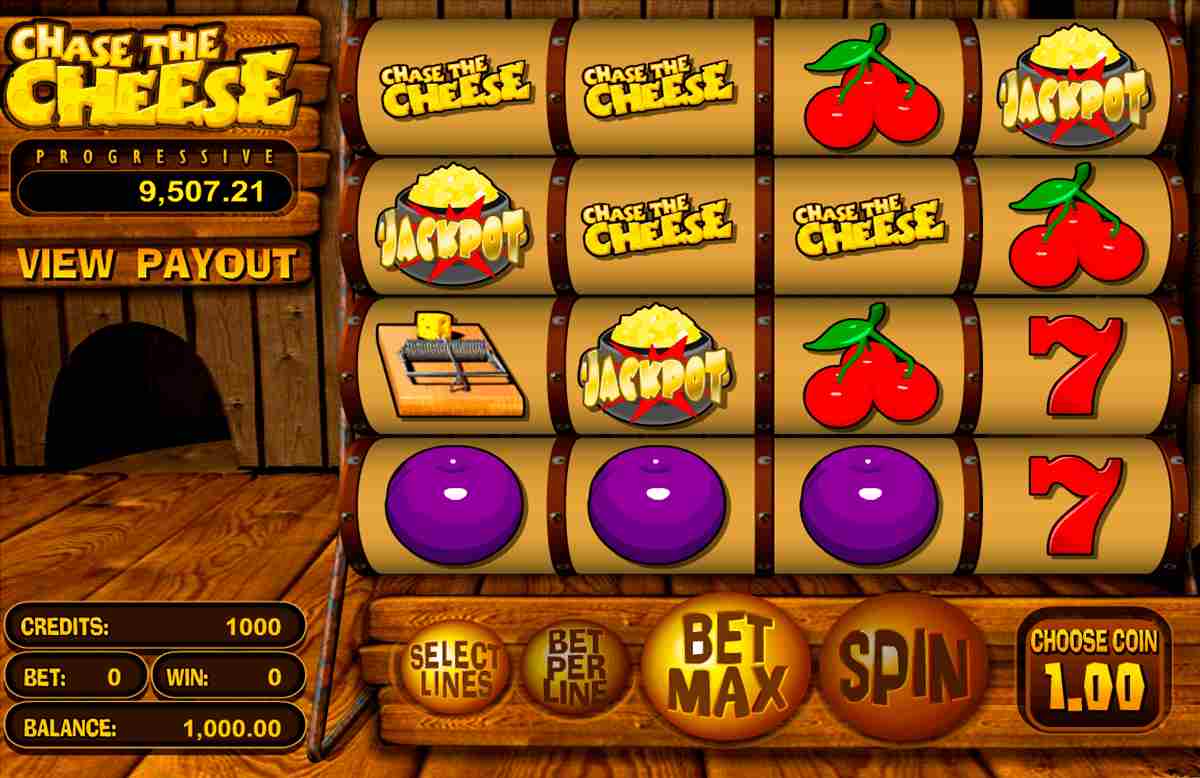 CHASE THE
CHEESE
PROGRESSIVE
9,507.21
VIEW PAYOUT
CHASE THE
CHEESE
CHASE THE
CHEESE
JACKPOT
JACKPOT
CHASE THE
CHEESE
CHASE THE
CHEESE
JACKPOT
7
7
CREDITS: 1000
BET: 0
WIN: 0
BALANCE: 1,000.00
SELECT
LINES
BET
PER
LINE
BET
MAX
SPIN
CHOOSE COIN
1.00